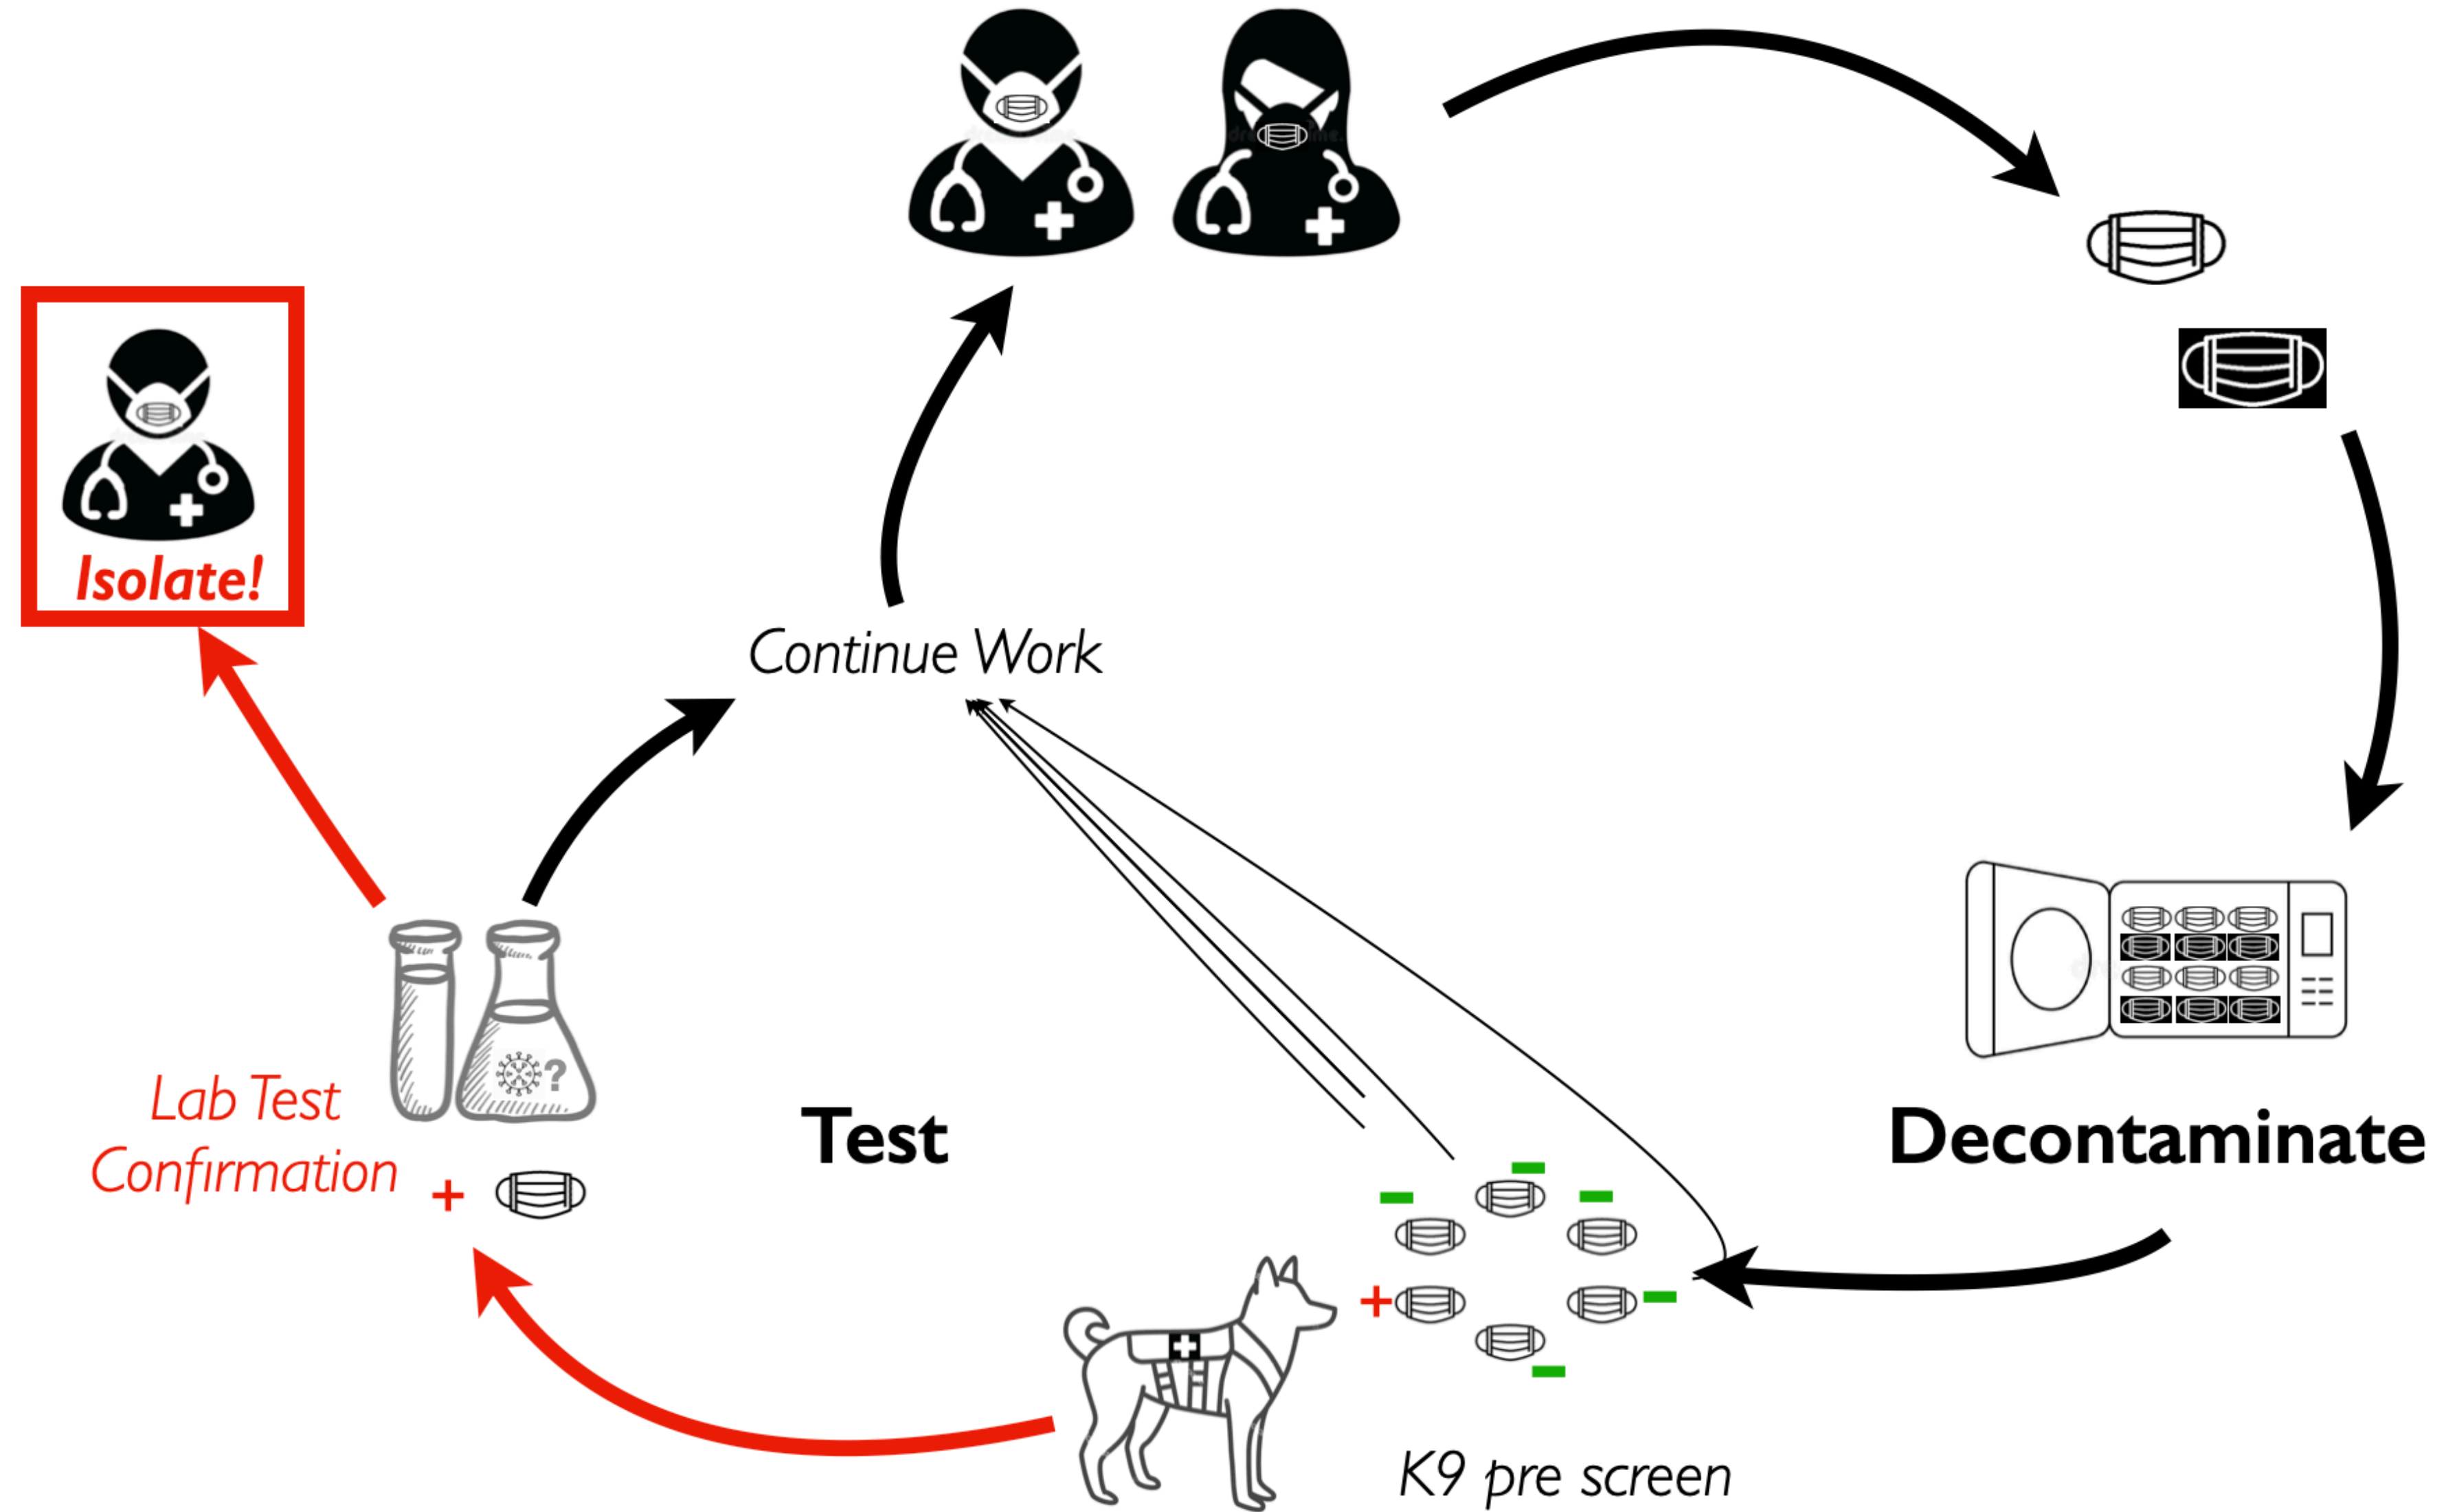 Isolate!
Continue Work
Lab Test
Confirmation
?
+
Test
Decontaminate
+
K9 pre screen